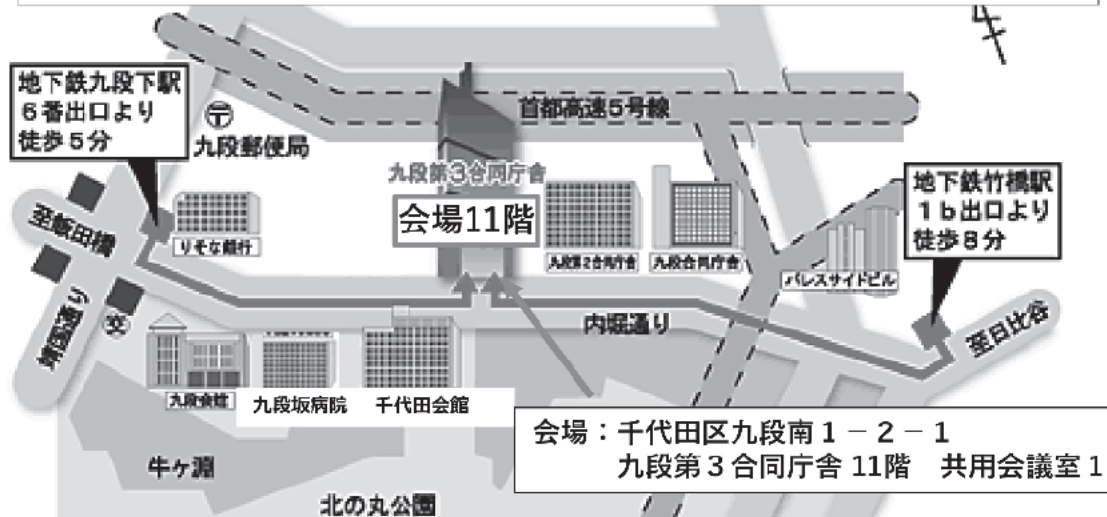 地下鉄九段下駅
6番出口より
徒歩5分
九段郵便局
首都高速5号線
九段第3合同庁舎
会場11階
地下鉄竹橋駅
1b出口より
徒歩8分
至飯田橋
りそな銀行
九段第2合同庁舎
九段合同庁舎
パレスサイドビル
靖国通り
内堀通り
至日比谷
九段会館
九段坂病院
千代田会館
会場：千代田区九段南1－2－1
九段第3合同庁舎 11階　共用会議室1
牛ヶ淵
北の丸公園